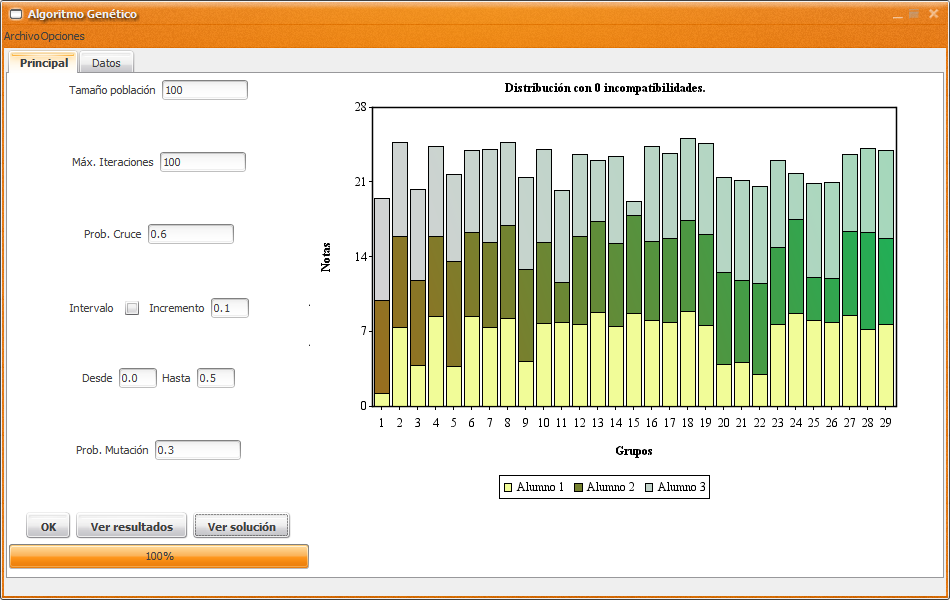 Algoritmo Genético
Archivo Opciones
Principal Datos
Tamaño población 100
Máx. Iteraciones 100
Prob. Cruce 0.6
Intervalo Incremento 0.1
Desde 0.0 Hasta 0.5
Prob. Mutación 0.3
OK Ver resultados Ver solución
100%
Distribución con 0 incompatibilidades.
28
21
14
7
0
Notas
1 2 3 4 5 6 7 8 9 10 11 12 13 14 15 16 17 18 19 20 21 22 23 24 25 26 27 28 29
Grupos
Alumno 1 Alumno 2 Alumno 3